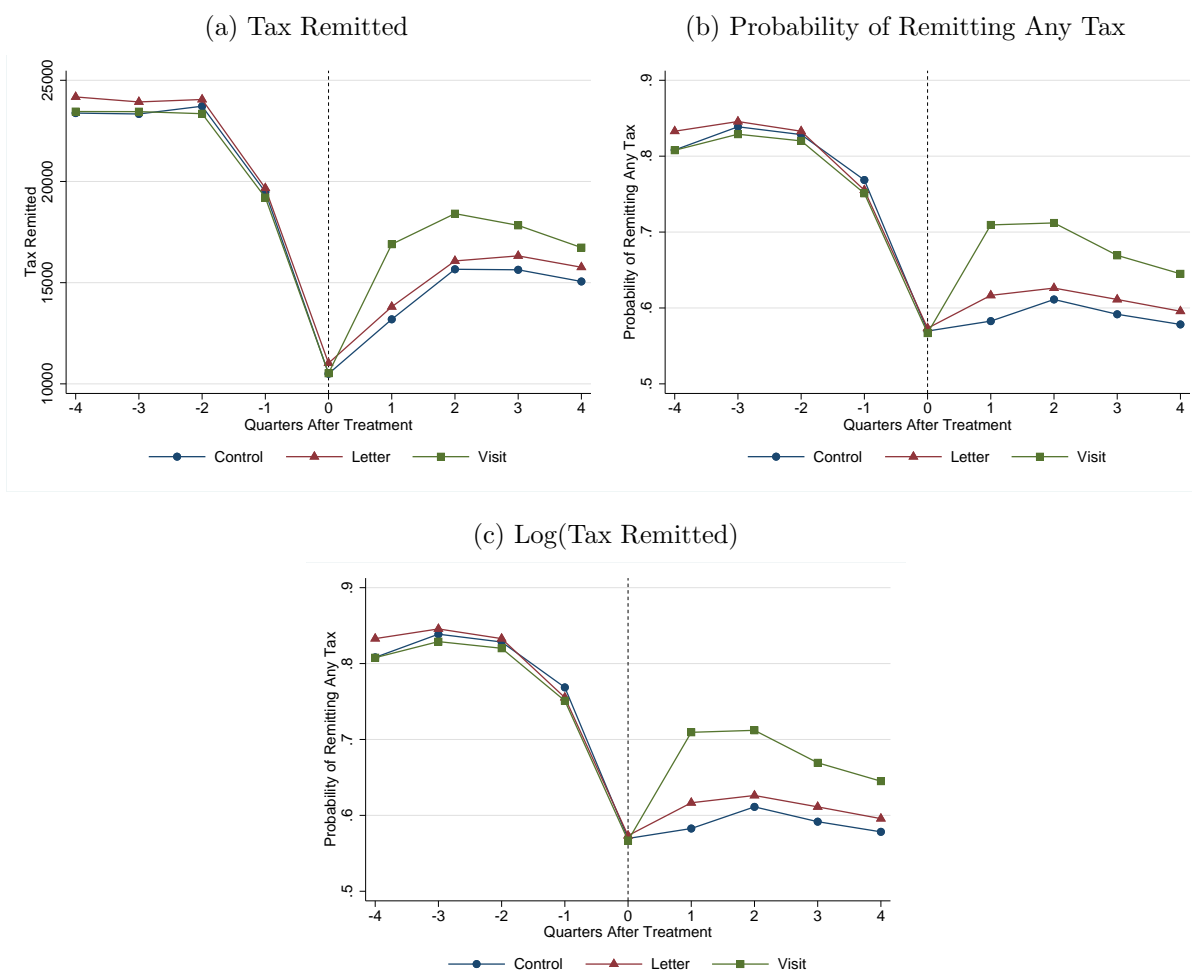 (a) Tax Remitted
Tax Remitted
25000
20000
15000
10000
-4 -3 -2 -1 0 1 2 3 4
Quarters After Treatment
Control Letter Visit
(b) Probability of Remitting Any Tax
Probability of Remitting Any Tax
.9
.8
.7
.6
.5
-4 -3 -2 -1 0 1 2 3 4
Quarters After Treatment
Control Letter Visit
(c) Log(Tax Remitted)
Probability of Remitting Any Tax
.9
.8
.7
.6
.5
-4 -3 -2 -1 0 1 2 3 4
Quarters After Treatment
Control Letter Visit